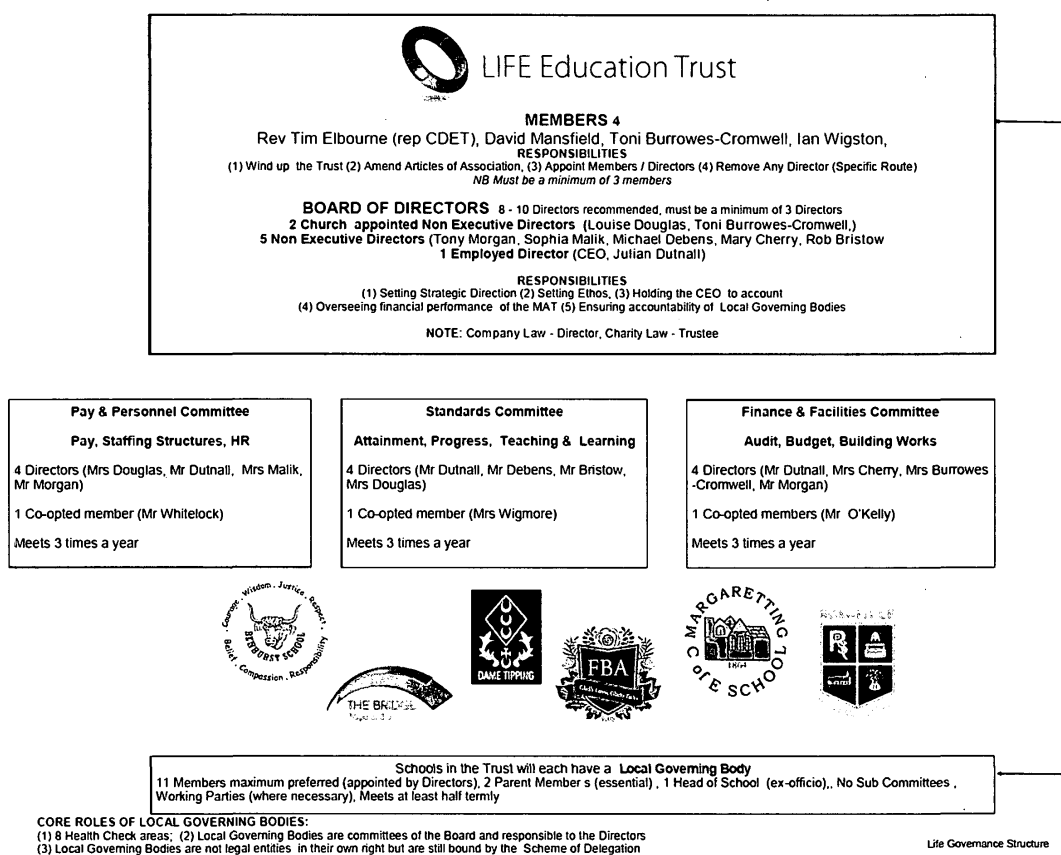 LIFE Education Trust
MEMBERS 4
Rev Tim Elbourne (rep CDET), David Mansfield, Toni Burrowes-Cromwell, Ian Wigston,
RESPONSIBILITIES
(1) Wind up the Trust (2) Amend Articles of Association, (3) Appoint Members / Directors (4) Remove Any Director (Specific Route)
NB Must be a minimum of 3 members
BOARD OF DIRECTORS 8 - 10 Directors recommended, must be a minimum of 3 Directors
2 Church appointed Non Executive Directors (Louise Douglas, Toni Burrowes-Cromwell,)
5 Non Executive Directors (Tony Morgan, Sophia Malik, Michael Debens, Mary Cherry, Rob Bristow
1 Employed Director (CEO, Julian Dutnall)
RESPONSIBILITIES
(1) Setting Strategic Direction (2) Setting Ethos, (3) Holding the CEO to account
(4) Overseeing financial performance of the MAT (5) Ensuring accountability of Local Governing Bodies
NOTE: Company Law - Director, Charity Law - Trustee
Pay & Personnel Committee
Pay, Staffing Structures, HR
4 Directors (Mrs Douglas, Mr Dutnall, Mrs Malik,
Mr Morgan)
1 Co-opted member (Mr Whitelock)
Meets 3 times a year
Standards Committee
Attainment, Progress, Teaching & Learning
4 Directors (Mr Dutnall, Mr Debens, Mr Bristow,
Mrs Douglas)
1 Co-opted member (Mrs Wigmore)
Meets 3 times a year
Finance & Facilities Committee
Audit, Budget, Building Works
4 Directors (Mr Dutnall, Mrs Cherry, Mrs Burrowes
-Cromwell, Mr Morgan)
1 Co-opted members (Mr O'Kelly)
Meets 3 times a year
Courage . Wisdom . Justice . Respect .
Belief . Compassion . Responsibility
BENHURST SCHOOL
THE BRIDGE
DAME TIPPING
FBA
MARGARETTING
C of E SCHOOL
1864
Schools in the Trust will each have a Local Governing Body
11 Members maximum preferred (appointed by Directors), 2 Parent Member s (essential) , 1 Head of School (ex-officio),, No Sub Committees ,
Working Parties (where necessary), Meets at least half termly
CORE ROLES OF LOCAL GOVERNING BODIES:
(1) 8 Health Check areas; (2) Local Governing Bodies are committees of the Board and responsible to the Directors
(3) Local Governing Bodies are not legal entities in their own right but are still bound by the Scheme of Delegation
Life Governance Structure